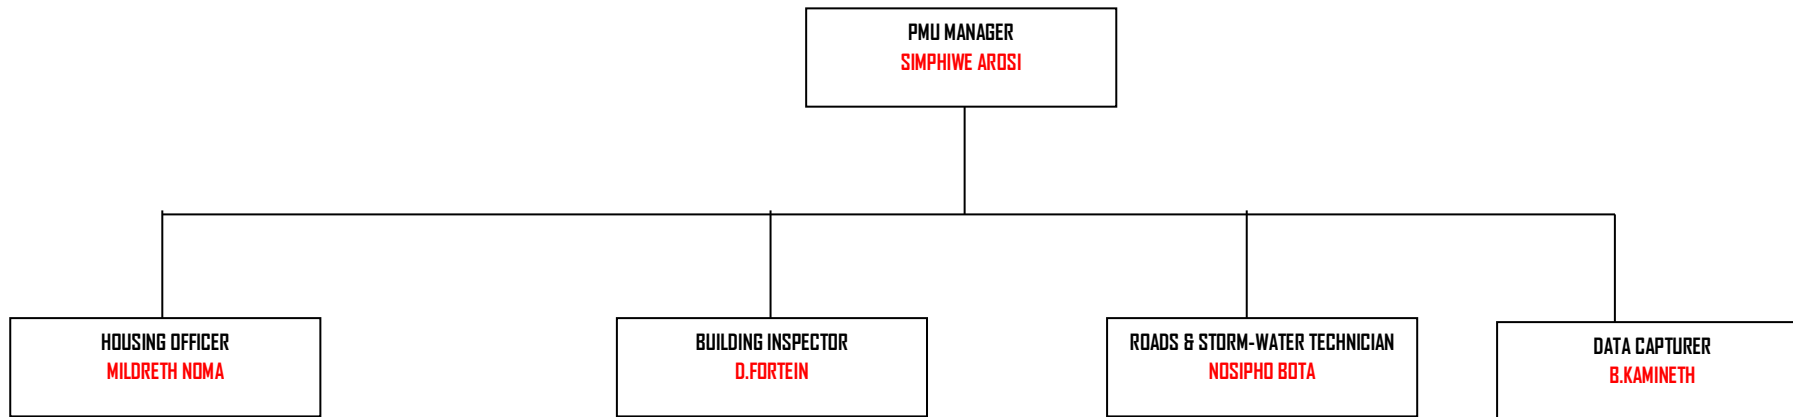 PMU MANAGER
SIMPHIWE AROSI
HOUSING OFFICER
MILDRETH NOMA
BUILDING INSPECTOR
D.FORTEIN
ROADS & STORM-WATER TECHNICIAN
NOSIPHO BOTA
DATA CAPTURER
B.KAMINETH